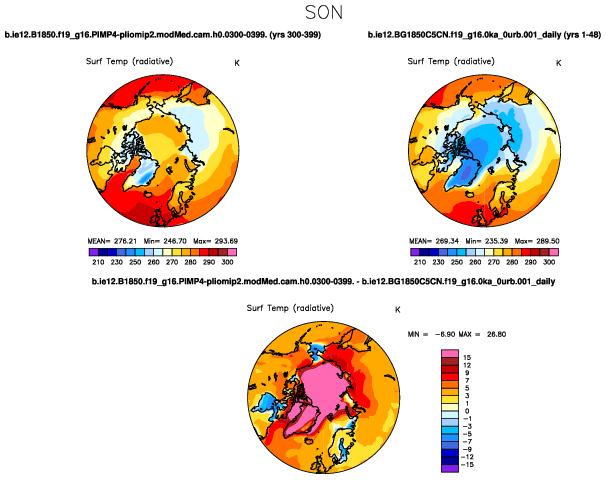 SON
b.ie12.B1850.f19_g16.PIMP4-pliomip2.modMed.cam.h0.0300-0399. (yrs 300-399)
b.ie12.BG1850C5CN.f19_g16.0ka_0urb.001_daily (yrs 1-48)
Surf Temp (radiative) K
Surf Temp (radiative) K
MEAN= 276.21 Min= 246.70 Max= 293.69
MEAN= 269.34 Min= 235.39 Max= 289.50
210 230 250 260 270 280 290 300
210 230 250 260 270 280 290 300
b.ie12.B1850.f19_g16.PIMP4-pliomip2.modMed.cam.h0.0300-0399. - b.ie12.BG1850C5CN.f19_g16.0ka_0urb.001_daily
Surf Temp (radiative) K
MIN = -6.90 MAX = 26.80
15
12
9
7
5
3
1
0
-1
-3
-5
-7
-9
-12
-15